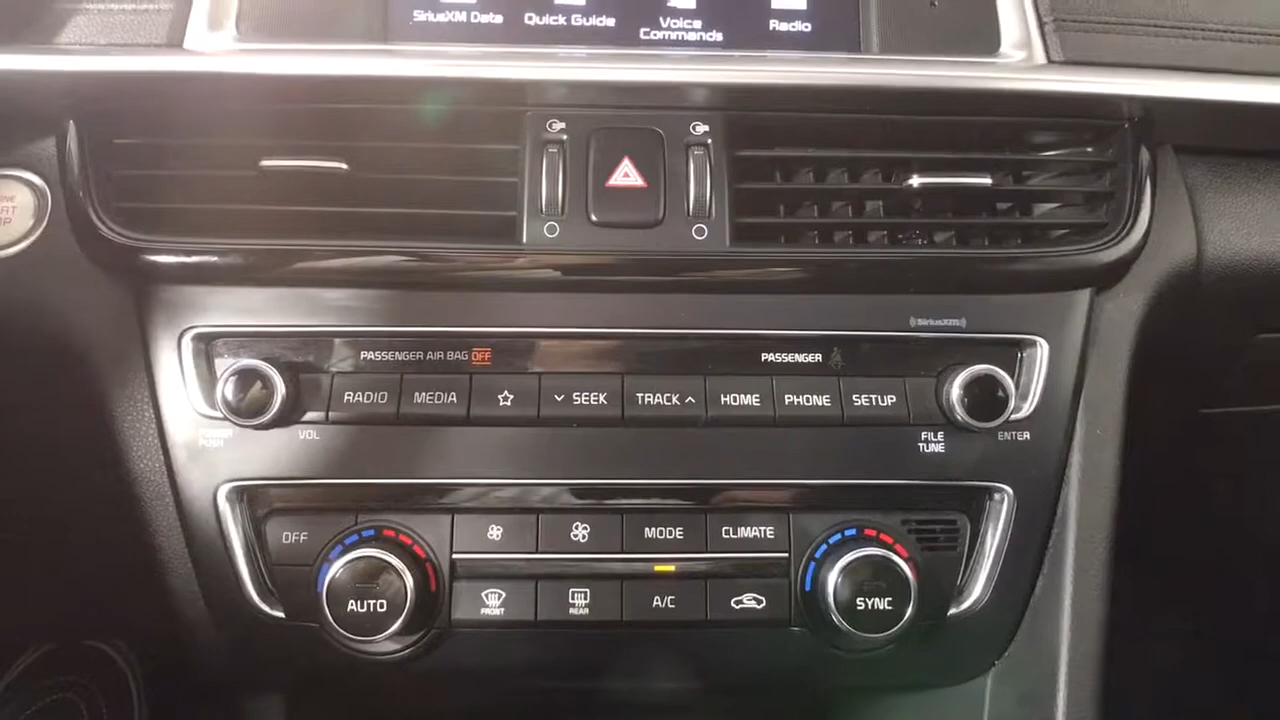 SiriusXM Data
Quick Guide
Voice
Commands
Radio
SiriusXM
PASSENGER AIR BAG OFF
PASSENGER
RADIO
MEDIA
SEEK
TRACK
HOME
PHONE
SETUP
PUSH
VOL
FILE
TUNE
ENTER
OFF
MODE
CLIMATE
AUTO
FRONT
REAR
A/C
SYNC